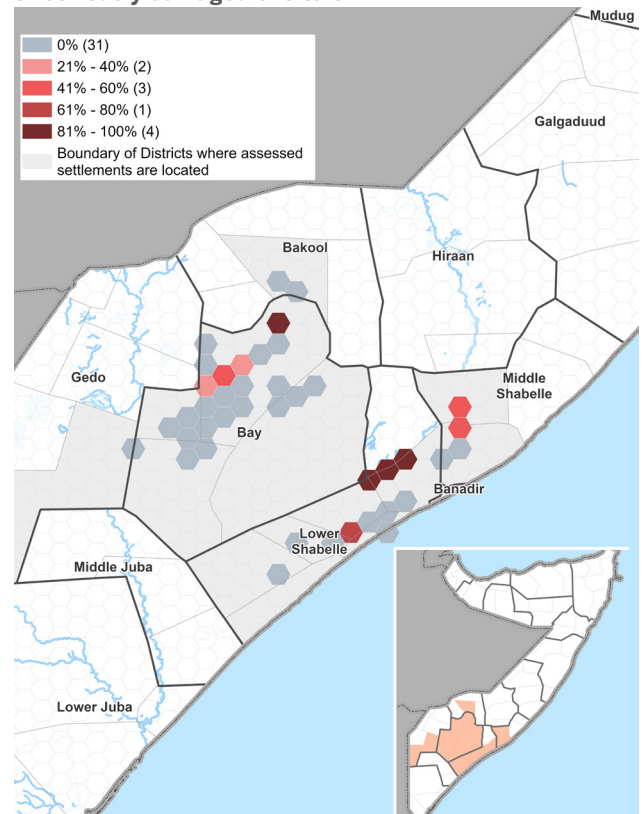 Mudug
0% (31)
21% - 40% (2)
41% - 60% (3)
61% - 80% (1)
81% - 100% (4)
Boundary of Districts where assessed
settlements are located
Galgaduud
Bakool
Hiraan
Gedo
Middle
Shabelle
Bay
Banadir
Lower
Shabelle
Middle Juba
Lower Juba